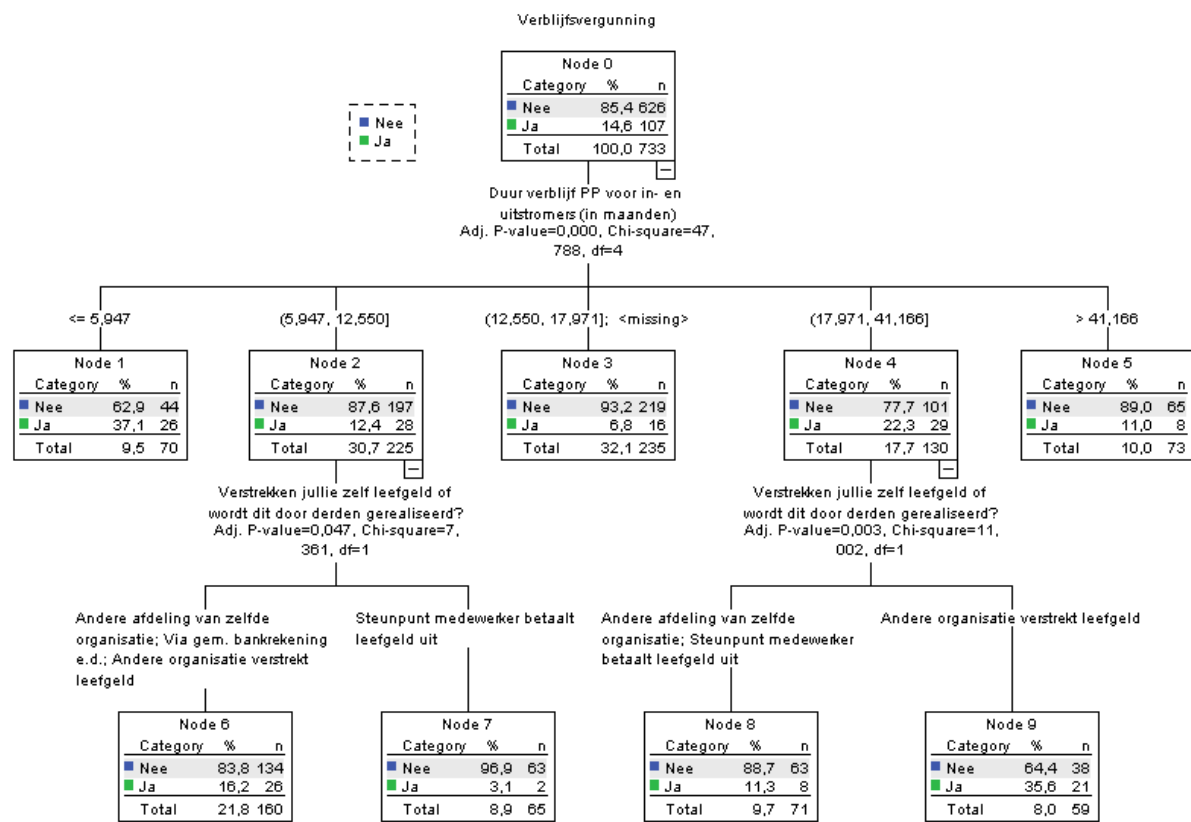 Verblijfsvergunning
Node 0
Category % n
Nee 85,4 626
Ja 14,6 107
Total 100,0 733
Nee
Ja
Duur verblijf PP voor in- en
uitstromers (in maanden)
Adj. P-value=0,000, Chi-square=47,
788, df=4
<= 5,947
(5,947, 12,550]
(12,550, 17,971]; <missing>
(17,971, 41,166]
> 41,166
Node 1
Category % n
Nee 62,9 44
Ja 37,1 26
Total 9,5 70
Node 2
Category % n
Nee 87,6 197
Ja 12,4 28
Total 30,7 225
Node 3
Category % n
Nee 93,2 219
Ja 6,8 16
Total 32,1 235
Node 4
Category % n
Nee 77,7 101
Ja 22,3 29
Total 17,7 130
Node 5
Category % n
Nee 89,0 65
Ja 11,0 8
Total 10,0 73
Verstrekken jullie zelf leefgeld of
wordt dit door derden gerealiseerd?
Adj. P-value=0,047, Chi-square=7,
361, df=1
Verstrekken jullie zelf leefgeld of
wordt dit door derden gerealiseerd?
Adj. P-value=0,003, Chi-square=11,
002, df=1
Andere afdeling van zelfde
organisatie; Via gem. bankrekening
e.d.; Andere organisatie verstrekt
leefgeld
Steunpunt medewerker betaalt
leefgeld uit
Andere afdeling van zelfde
organisatie; Steunpunt medewerker
betaalt leefgeld uit
Andere organisatie verstrekt leefgeld
Node 6
Category % n
Nee 83,8 134
Ja 16,2 26
Total 21,8 160
Node 7
Category % n
Nee 96,9 63
Ja 3,1 2
Total 8,9 65
Node 8
Category % n
Nee 88,7 63
Ja 11,3 8
Total 9,7 71
Node 9
Category % n
Nee 64,4 38
Ja 35,6 21
Total 8,0 59